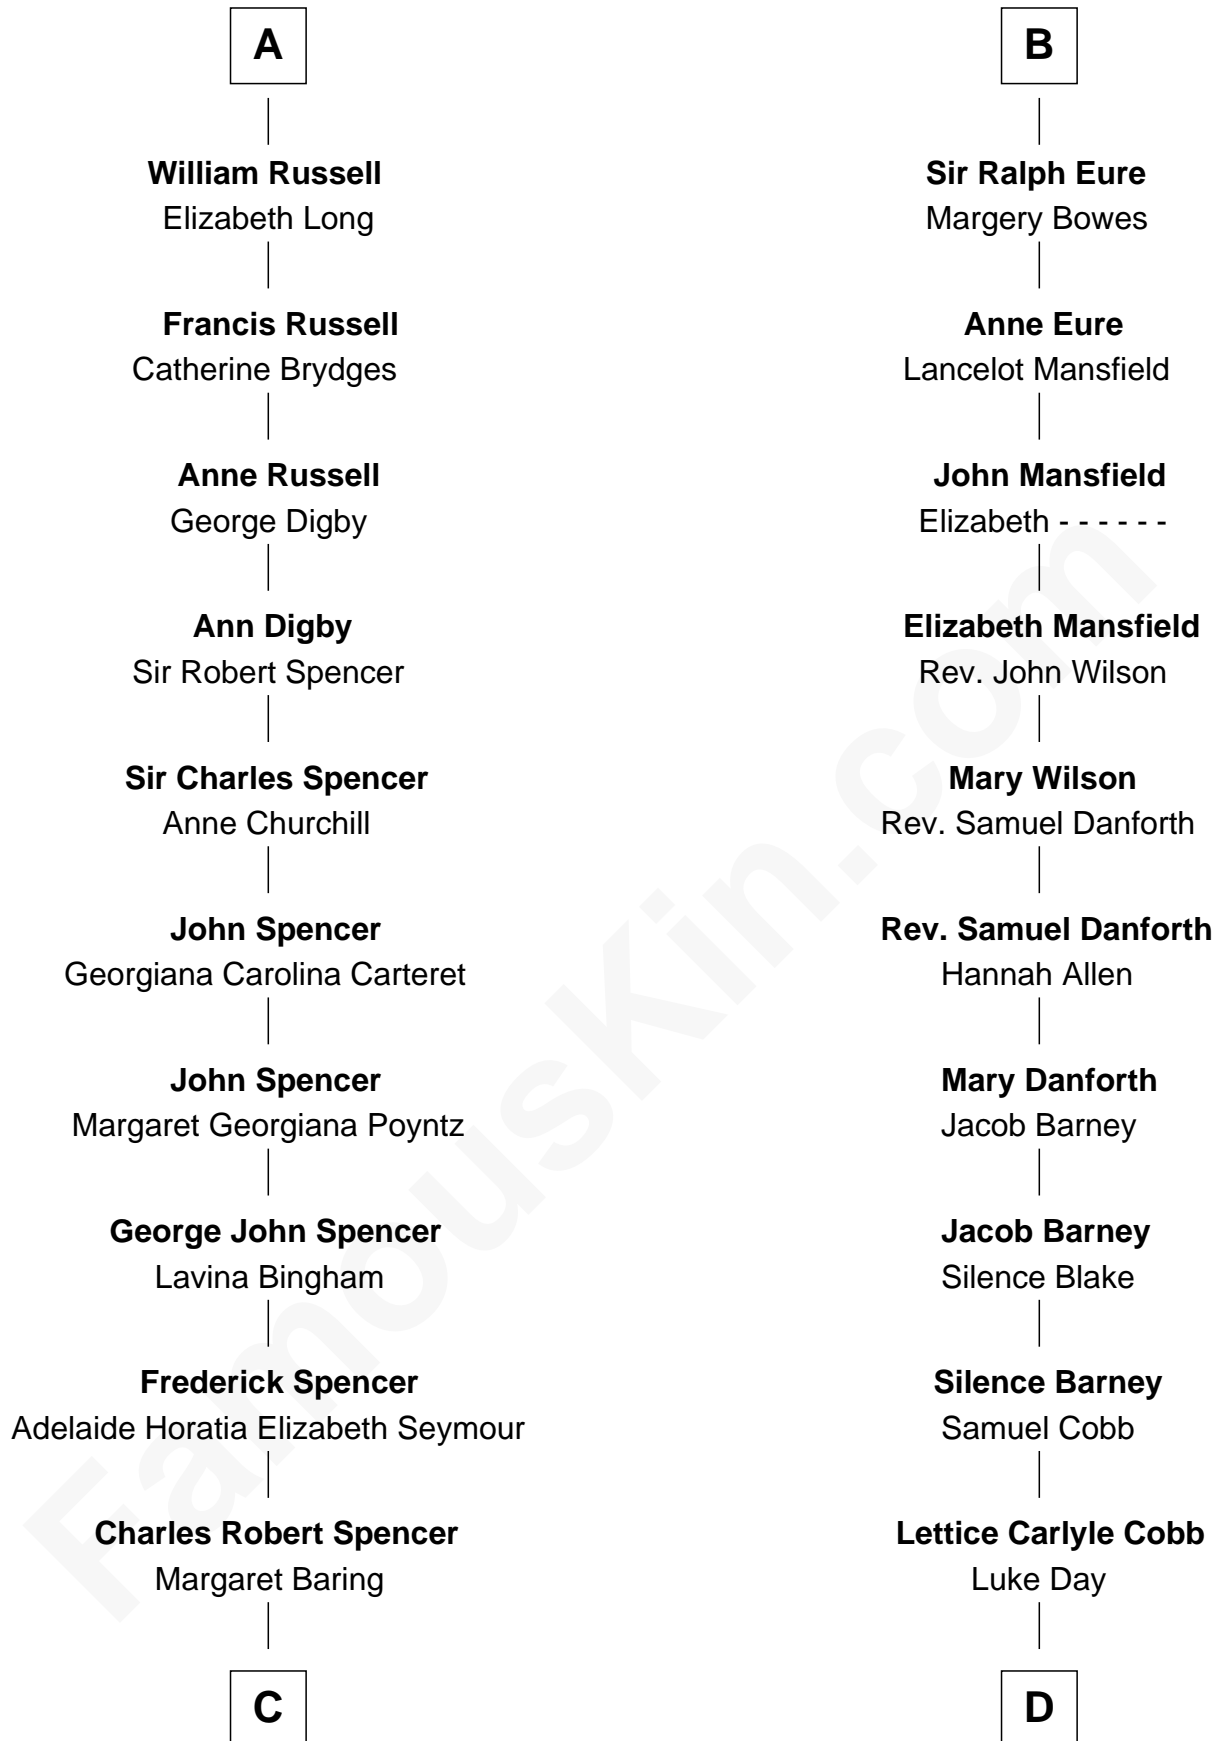 A
William Russell
Elizabeth Long
Francis Russell
Catherine Brydges
Anne Russell
George Digby
Ann Digby
Sir Robert Spencer
Sir Charles Spencer
Anne Churchill
John Spencer
Georgiana Carolina Carteret
John Spencer
Margaret Georgiana Poyntz
George John Spencer
Lavina Bingham
Frederick Spencer
Adelaide Horatia Elizabeth Seymour
Charles Robert Spencer
Margaret Baring
C
B
Sir Ralph Eure
Margery Bowes
Anne Eure
Lancelot Mansfield
John Mansfield
Elizabeth - - - - - -
Elizabeth Mansfield
Rev. John Wilson
Mary Wilson
Rev. Samuel Danforth
Rev. Samuel Danforth
Hannah Allen
Mary Danforth
Jacob Barney
Jacob Barney
Silence Blake
Silence Barney
Samuel Cobb
Lettice Carlyle Cobb
Luke Day
D
FamousKin.com